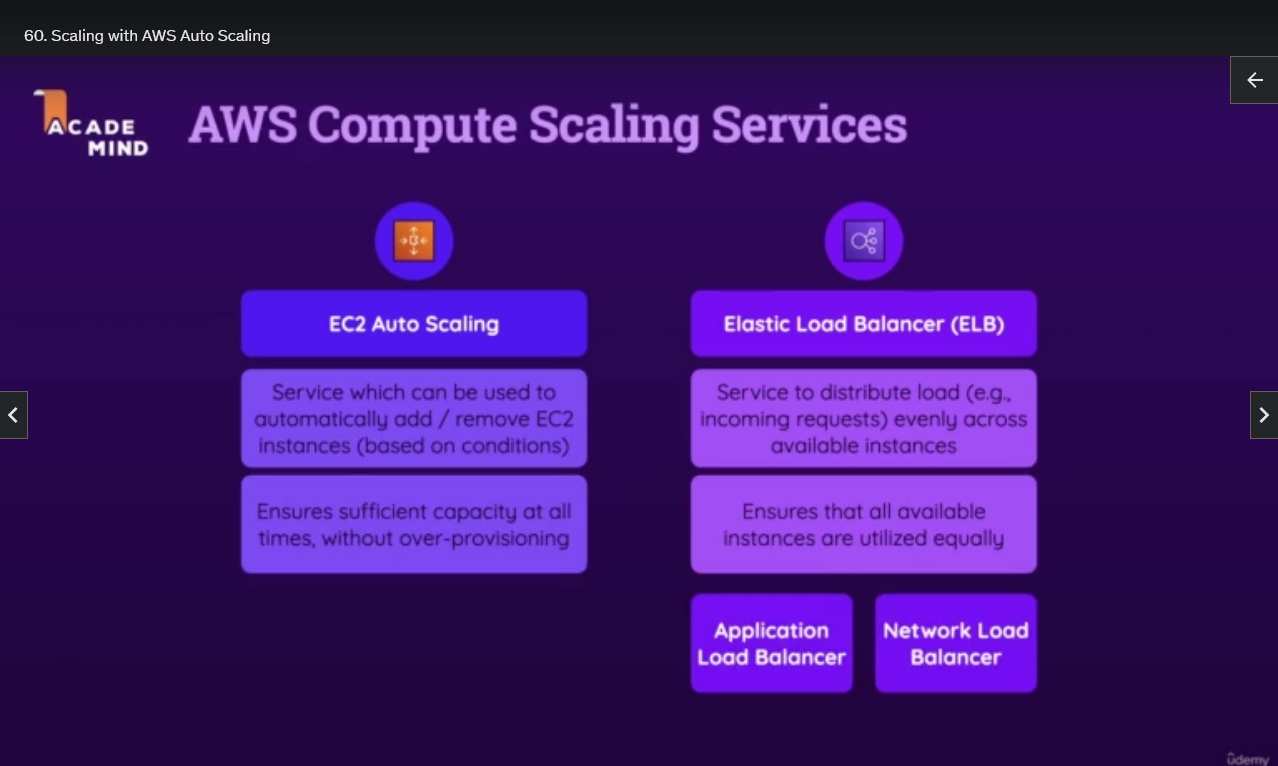 60. Scaling with AWS Auto Scaling
ACADE
MIND
AWS Compute Scaling Services
EC2 Auto Scaling
Service which can be used to
automatically add / remove EC2
instances (based on conditions)
Ensures sufficient capacity at all
times, without over-provisioning
Elastic Load Balancer (ELB)
Service to distribute load (e.g.,
incoming requests) evenly across
available instances
Ensures that all available
instances are utilized equally
Application
Load Balancer
Network Load
Balancer
ûdemy